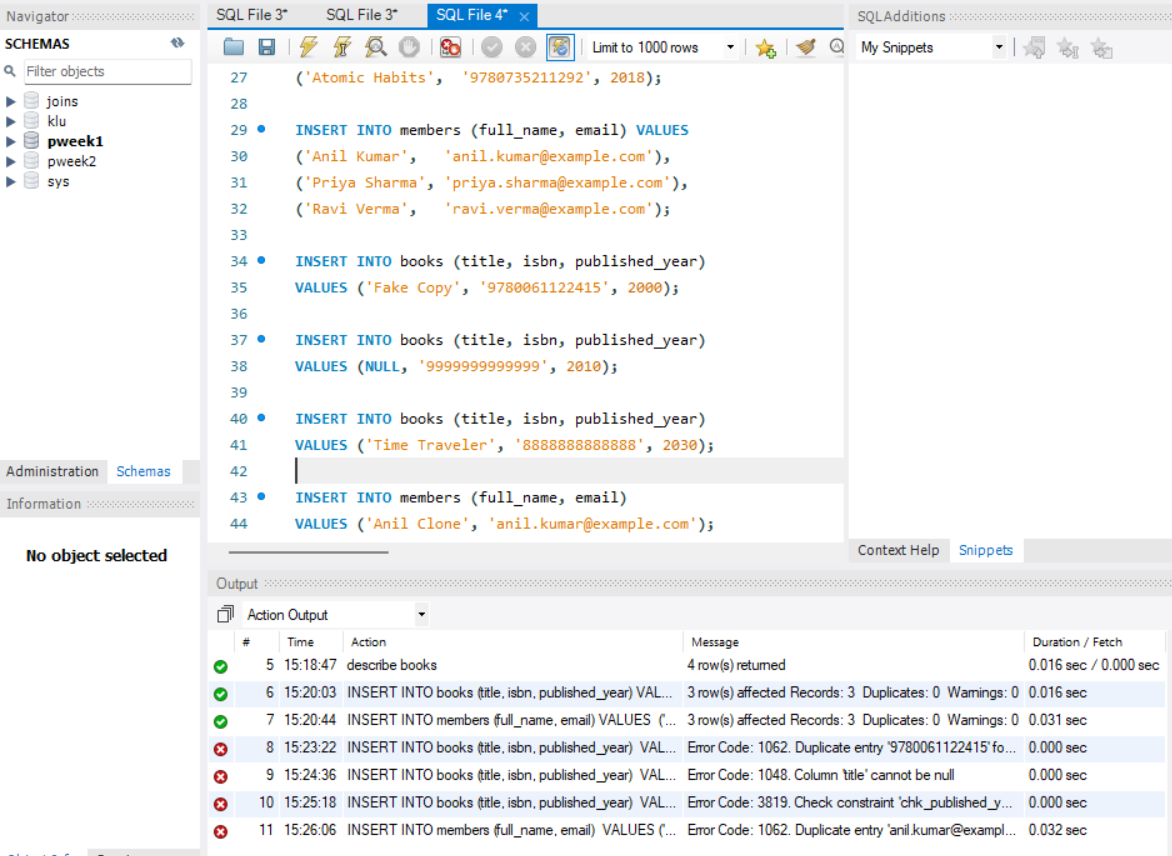 Navigator
SCHEMAS
Filter objects
joins
klu
pweek1
pweek2
sys
Administration Schemas
Information
No object selected
SQL File 3* SQL File 3* SQL File 4* ×
Limit to 1000 rows
27 ('Atomic Habits', '9780735211292', 2018);
28
29 INSERT INTO members (full_name, email) VALUES
30 ('Anil Kumar', 'anil.kumar@example.com'),
31 ('Priya Sharma', 'priya.sharma@example.com'),
32 ('Ravi Verma', 'ravi.verma@example.com');
33
34 INSERT INTO books (title, isbn, published_year)
35 VALUES ('Fake Copy', '9780061122415', 2000);
36
37 INSERT INTO books (title, isbn, published_year)
38 VALUES (NULL, '9999999999999', 2010);
39
40 INSERT INTO books (title, isbn, published_year)
41 VALUES ('Time Traveler', '8888888888888', 2030);
42
43 INSERT INTO members (full_name, email)
44 VALUES ('Anil Clone', 'anil.kumar@example.com');
SQLAdditions
My Snippets
Context Help Snippets
Output
Action Output
# Time Action Message Duration / Fetch
5 15:18:47 describe books 4 row(s) returned 0.016 sec / 0.000 sec
6 15:20:03 INSERT INTO books (title, isbn, published_year) VAL... 3 row(s) affected Records: 3 Duplicates: 0 Warnings: 0 0.016 sec
7 15:20:44 INSERT INTO members (full_name, email) VALUES ('... 3 row(s) affected Records: 3 Duplicates: 0 Warnings: 0 0.031 sec
8 15:23:22 INSERT INTO books (title, isbn, published_year) VAL... Error Code: 1062. Duplicate entry '9780061122415' fo... 0.000 sec
9 15:24:36 INSERT INTO books (title, isbn, published_year) VAL... Error Code: 1048. Column 'title' cannot be null 0.000 sec
10 15:25:18 INSERT INTO books (title, isbn, published_year) VAL... Error Code: 3819. Check constraint 'chk_published_y... 0.000 sec
11 15:26:06 INSERT INTO members (full_name, email) VALUES ('... Error Code: 1062. Duplicate entry 'anil.kumar@exampl... 0.032 sec